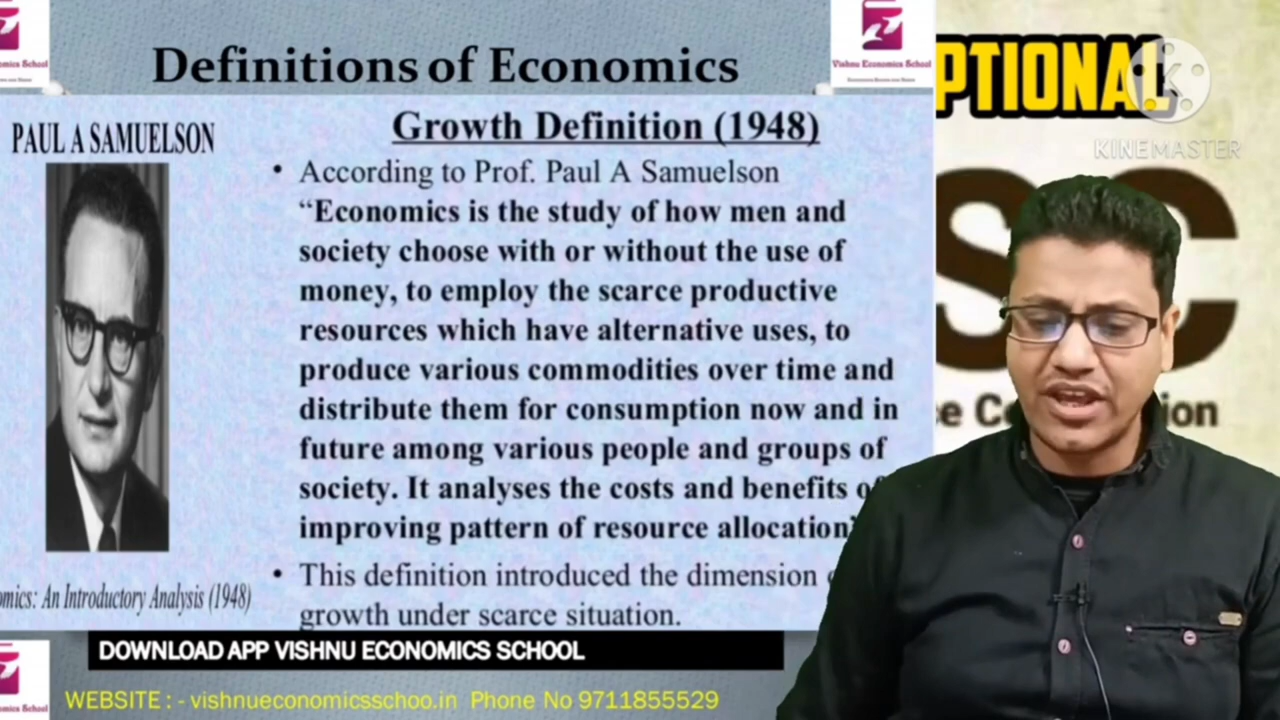 Definitions of Economics
PAUL A SAMUELSON
Growth Definition (1948)
• According to Prof. Paul A Samuelson
“Economics is the study of how men and
society choose with or without the use of
money, to employ the scarce productive
resources which have alternative uses, to
produce various commodities over time and
distribute them for consumption now and in
future among various people and groups of
society. It analyses the costs and benefits
improving pattern of resource allocation
• This definition introduced the dimension
growth under scarce situation.
An Introductory Analysis (1948)
DOWNLOAD APP VISHNU ECONOMICS SCHOOL
WEBSITE : - vishnueconomicsschoo.in Phone No 9711855529
Vishnu Economics School
School
School
PTIONAL
KINEMASTER
SC